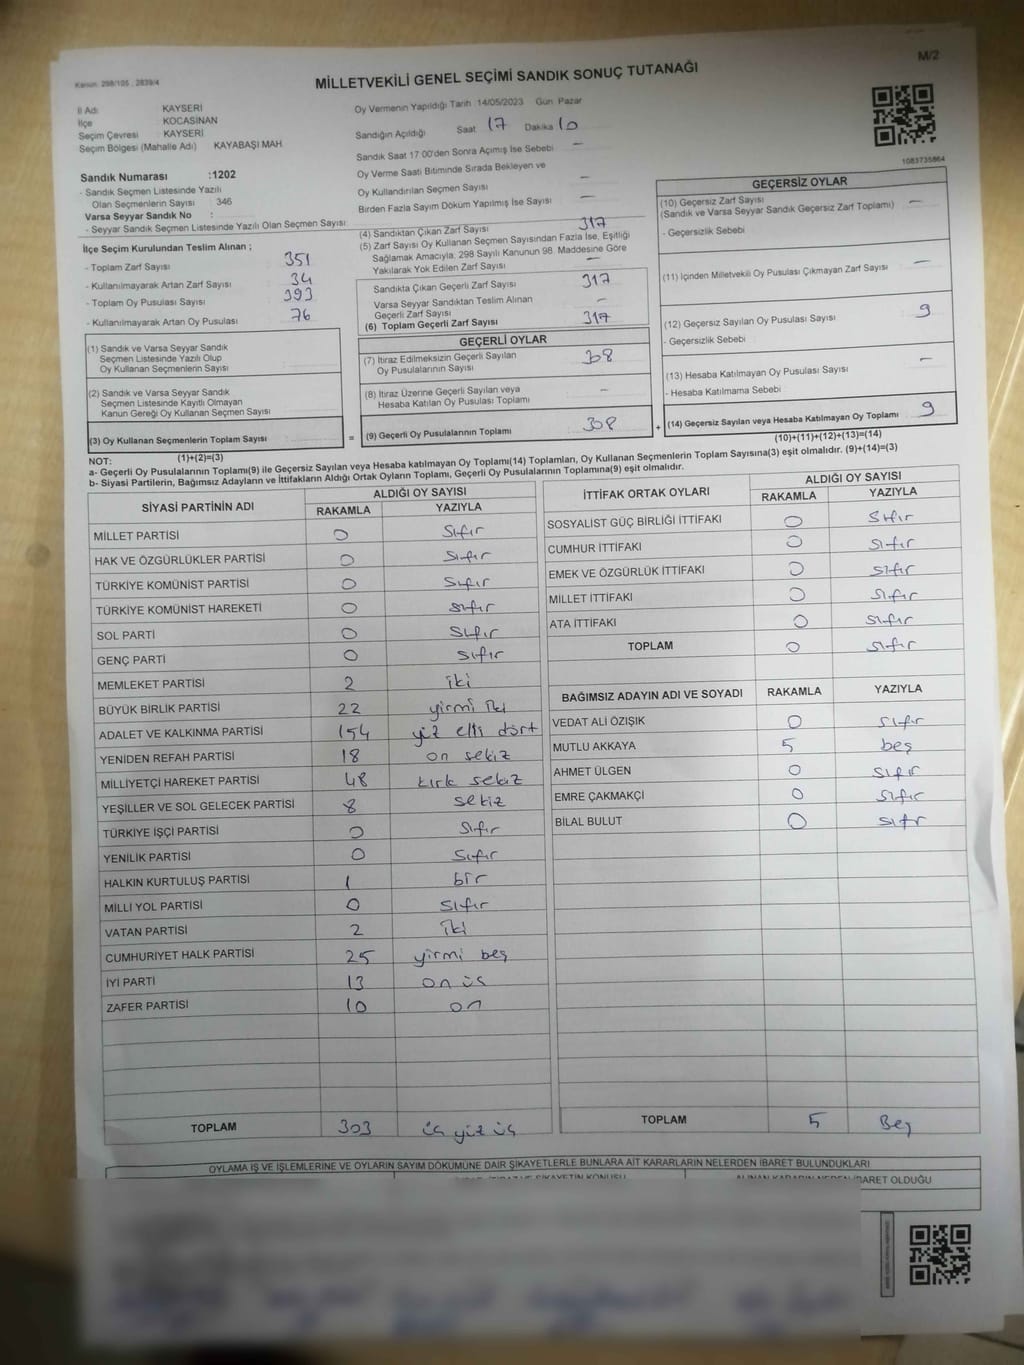 Kanun: 298/105 , 2839/4
M/2
MİLLETVEKİLİ GENEL SEÇİMİ SANDIK SONUÇ TUTANAĞI
İl Adı : KAYSERİ
İlçe : KOCASİNAN
Seçim Çevresi : KAYSERİ
Seçim Bölgesi (Mahalle Adı) KAYABAŞI MAH
Sandık Numarası :1202
- Sandık Seçmen Listesinde Yazılı
Olan Seçmenlerin Sayısı : 346
Varsa Seyyar Sandık No :
- Seyyar Sandık Seçmen Listesinde Yazılı Olan Seçmen Sayısı:
İlçe Seçim Kurulundan Teslim Alınan ;
- Toplam Zarf Sayısı 351
- Kullanılmayarak Artan Zarf Sayısı 34
- Toplam Oy Pusulası Sayısı 393
- Kullanılmayarak Artan Oy Pusulası 76
Oy Vermenin Yapıldığı Tarih :14/05/2023 Gün: Pazar
Sandığın Açıldığı Saat 17 Dakika 10
Sandık Saat 17:00'den Sonra Açımış İse Sebebi —
Oy Verme Saati Bitiminde Sırada Bekleyen ve
Oy Kullandırılan Seçmen Sayısı —
Birden Fazla Sayım Döküm Yapılmış İse Sayısı —
(4) Sandıktan Çıkan Zarf Sayısı 317
(5) Zarf Sayısı Oy Kullanan Seçmen Sayısından Fazla İse, Eşitliği
Sağlamak Amacıyla, 298 Sayılı Kanunun 98. Maddesine Göre
Yakılarak Yok Edilen Zarf Sayısı —
Sandıkta Çıkan Geçerli Zarf Sayısı 317
Varsa Seyyar Sandıktan Teslim Alınan
Geçerli Zarf Sayısı —
(6) Toplam Geçerli Zarf Sayısı 317
1083735864
GEÇERSİZ OYLAR
(10) Geçersiz Zarf Sayısı —
(Sandık ve Varsa Seyyar Sandık Geçersiz Zarf Toplamı)
- Geçersizlik Sebebi
(11) İçinden Milletvekili Oy Pusulası Çıkmayan Zarf Sayısı —
(12) Geçersiz Sayılan Oy Pusulası Sayısı 9
- Geçersizlik Sebebi
(13) Hesaba Katılmayan Oy Pusulası Sayısı —
- Hesaba Katılmama Sebebi
(14) Geçersiz Sayılan veya Hesaba Katılmayan Oy Toplamı 9
(10)+(11)+(12)+(13)=(14)
(1) Sandık ve Varsa Seyyar Sandık
Seçmen Listesinde Yazılı Olup
Oy Kullanan Seçmenlerin Sayısı :
(2) Sandık ve Varsa Seyyar Sandık
Seçmen Listesinde Kayıtlı Olmayan
Kanun Gereği Oy Kullanan Seçmen Sayısı
(3) Oy Kullanan Seçmenlerin Toplam Sayısı =
(1)+(2)=(3)
GEÇERLİ OYLAR
(7) İtiraz Edilmeksizin Geçerli Sayılan
Oy Pusulalarının Sayısı 308
(8) İtiraz Üzerine Geçerli Sayılan veya
Hesaba Katılan Oy Pusulası Toplamı —
(9) Geçerli Oy Pusulalarının Toplamı 308 +
NOT:
a- Geçerli Oy Pusulalarının Toplamı(9) ile Geçersiz Sayılan veya Hesaba katılmayan Oy Toplamı(14) Toplamları, Oy Kullanan Seçmenlerin Toplam Sayısına(3) eşit olmalıdır. (9)+(14)=(3)
b- Siyasi Partilerin, Bağımsız Adayların ve İttifakların Aldığı Ortak Oyların Toplamı, Geçerli Oy Pusulalarının Toplamına(9) eşit olmalıdır.
SİYASİ PARTİNİN ADI
ALDIĞI OY SAYISI
RAKAMLA YAZIYLA
MİLLET PARTİSİ 0 sıfır
HAK VE ÖZGÜRLÜKLER PARTİSİ 0 sıfır
TÜRKİYE KOMÜNİST PARTİSİ 0 sıfır
TÜRKİYE KOMÜNİST HAREKETİ 0 sıfır
SOL PARTİ 0 sıfır
GENÇ PARTİ 0 sıfır
MEMLEKET PARTİSİ 2 iki
BÜYÜK BİRLİK PARTİSİ 22 yirmi iki
ADALET VE KALKINMA PARTİSİ 154 yüz elli dört
YENİDEN REFAH PARTİSİ 18 on sekiz
MİLLİYETÇİ HAREKET PARTİSİ 48 kırk sekiz
YEŞİLLER VE SOL GELECEK PARTİSİ 8 sekiz
TÜRKİYE İŞÇİ PARTİSİ 0 sıfır
YENİLİK PARTİSİ 0 sıfır
HALKIN KURTULUŞ PARTİSİ 1 bir
MİLLİ YOL PARTİSİ 0 sıfır
VATAN PARTİSİ 2 iki
CUMHURİYET HALK PARTİSİ 25 yirmi beş
İYİ PARTİ 13 on üç
ZAFER PARTİSİ 10 on
TOPLAM 303 üç yüz üç
İTTİFAK ORTAK OYLARI
ALDIĞI OY SAYISI
RAKAMLA YAZIYLA
SOSYALİST GÜÇ BİRLİĞİ İTTİFAKI 0 sıfır
CUMHUR İTTİFAKI 0 sıfır
EMEK VE ÖZGÜRLÜK İTTİFAKI 0 sıfır
MİLLET İTTİFAKI 0 sıfır
ATA İTTİFAKI 0 sıfır
TOPLAM 0 sıfır
BAĞIMSIZ ADAYIN ADI VE SOYADI RAKAMLA YAZIYLA
VEDAT ALİ ÖZIŞIK 0 sıfır
MUTLU AKKAYA 5 beş
AHMET ÜLGEN 0 sıfır
EMRE ÇAKMAKÇİ 0 sıfır
BİLAL BULUT 0 sıfır
TOPLAM 5 Beş
OYLAMA İŞ VE İŞLEMLERİNE VE OYLARIN SAYIM DÖKÜMÜNE DAİR ŞİKAYETLERLE BUNLARA AİT KARARLARIN NELERDEN İBARET BULUNDUKLARI